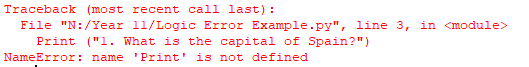 Traceback (most recent call last):
File "N:/Year 11/Logic Error Example.py", line 3, in <module>
Print ("1. What is the capital of Spain?")
NameError: name 'Print' is not defined